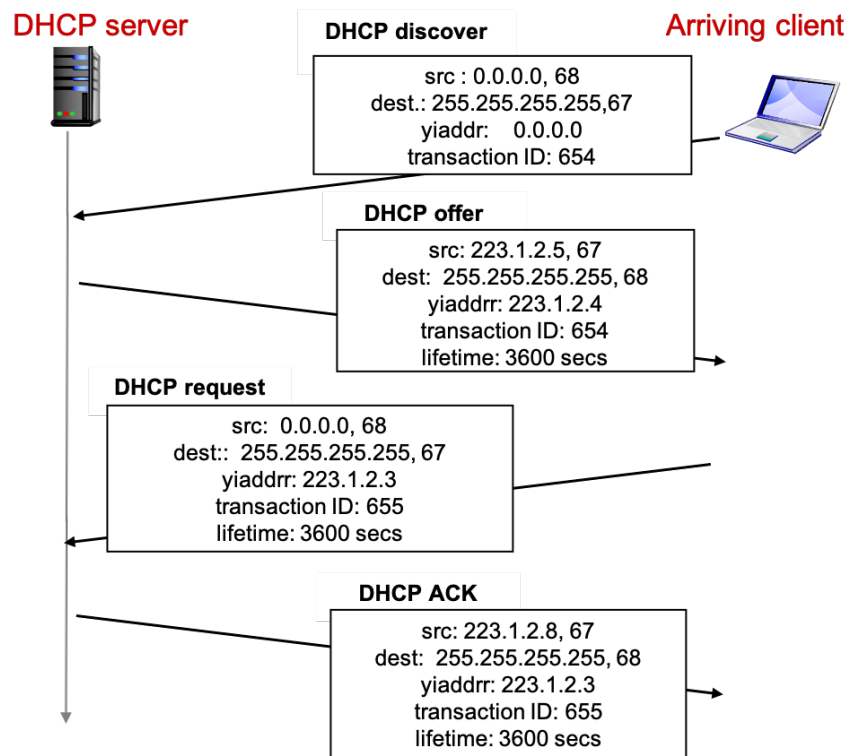 DHCP server
Arriving client
DHCP discover
src : 0.0.0.0, 68
dest.: 255.255.255.255,67
yiaddr: 0.0.0.0
transaction ID: 654
DHCP offer
src: 223.1.2.5, 67
dest: 255.255.255.255, 68
yiaddrr: 223.1.2.4
transaction ID: 654
lifetime: 3600 secs
DHCP request
src: 0.0.0.0, 68
dest:: 255.255.255.255, 67
yiaddrr: 223.1.2.3
transaction ID: 655
lifetime: 3600 secs
DHCP ACK
src: 223.1.2.8, 67
dest: 255.255.255.255, 68
yiaddrr: 223.1.2.3
transaction ID: 655
lifetime: 3600 secs